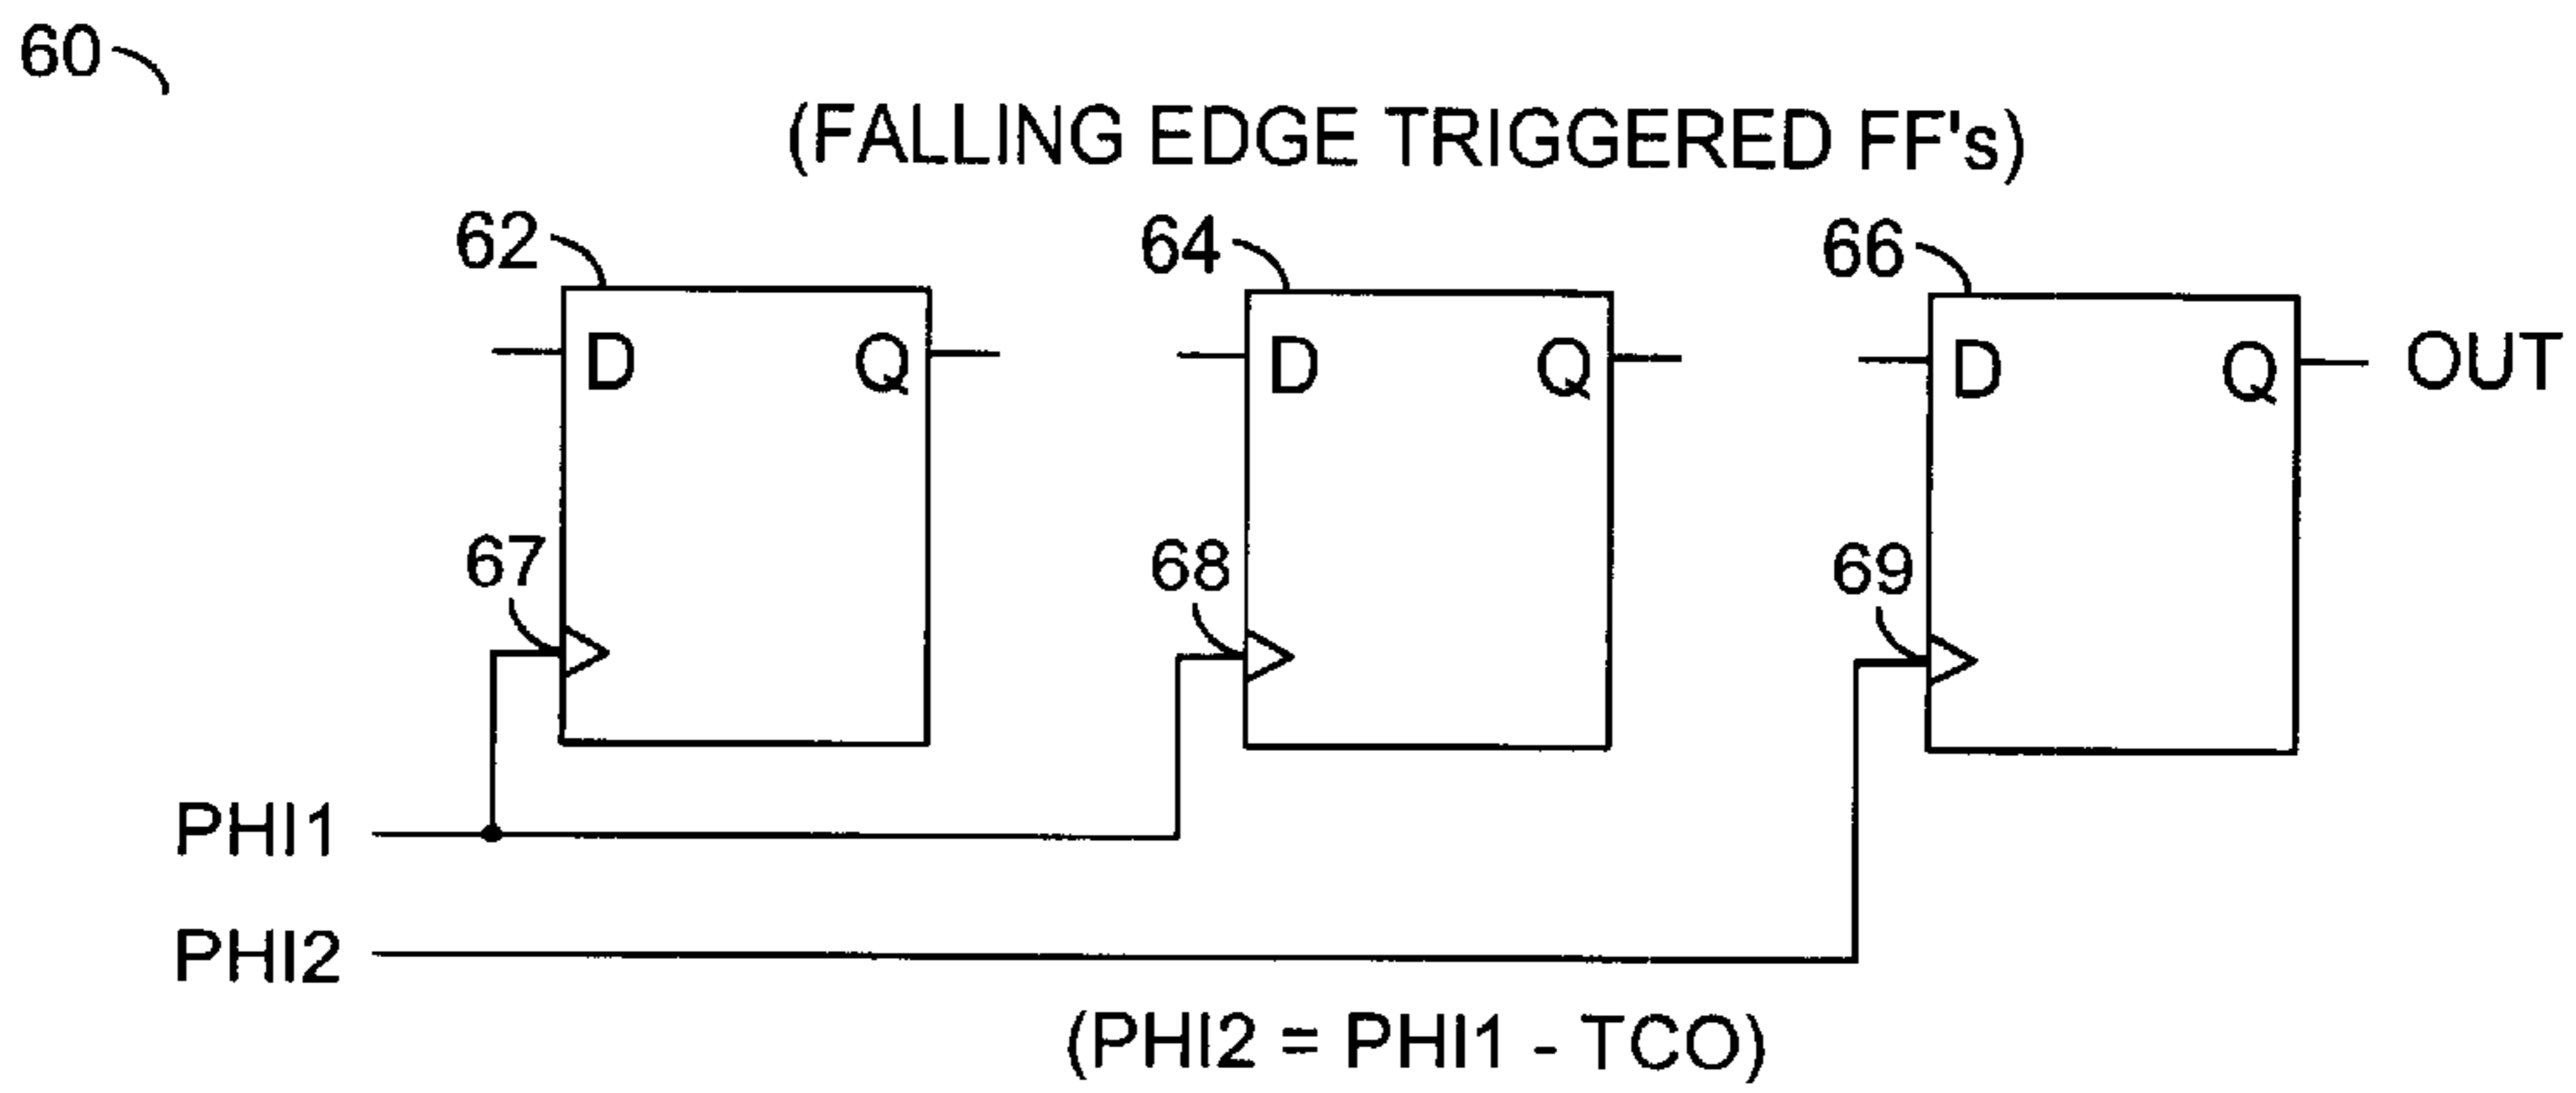 60
(FALLING EDGE TRIGGERED FF's)
62
64
66
D Q
D Q
D Q OUT
67
68
69
PHI1
PHI2
(PHI2 = PHI1 - TCO)